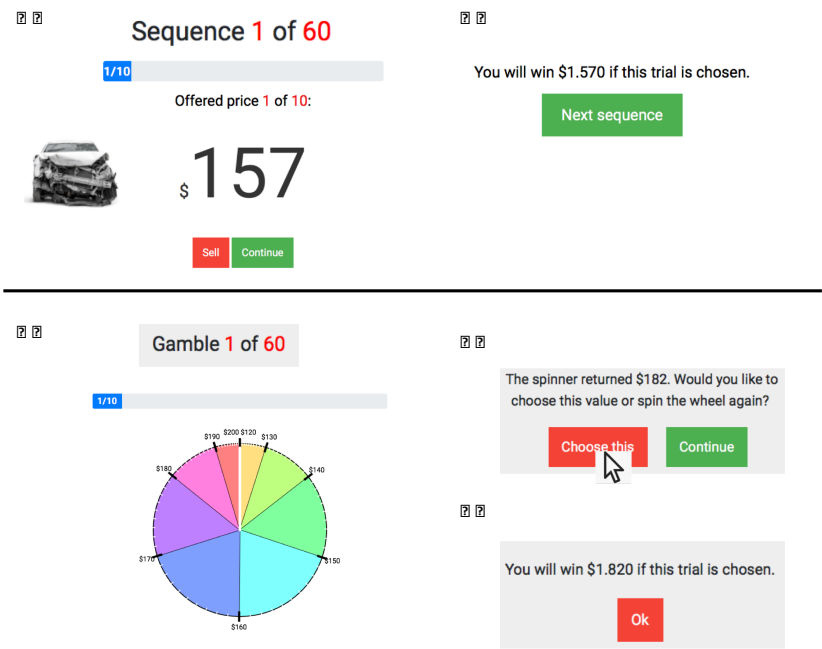 Sequence 1 of 60
1/10
Offered price 1 of 10:
$157
Sell
Continue
You will win $1.570 if this trial is chosen.
Next sequence
Gamble 1 of 60
1/10
$200
$120
$190
$130
$180
$140
$170
$150
$160
The spinner returned $182. Would you like to
choose this value or spin the wheel again?
Choose this
Continue
You will win $1.820 if this trial is chosen.
Ok